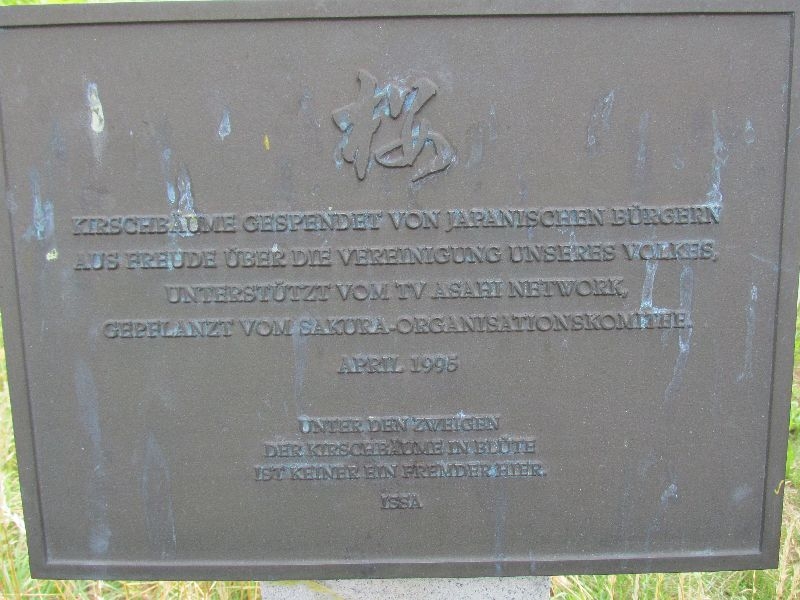 桜
KIRSCHBÄUME GESPENDET VON JAPANISCHEN BÜRGERN
AUS FREUDE ÜBER DIE VEREINIGUNG UNSERES VOLKES,
UNTERSTÜTZT VOM TV ASAHI NETWORK,
GEPFLANZT VOM SAKURA-ORGANISATIONSKOMITEE.
APRIL 1995
UNTER DEN ZWEIGEN
DER KIRSCHBÄUME IN BLÜTE
IST KEINER EIN FREMDER HIER.
ISSA